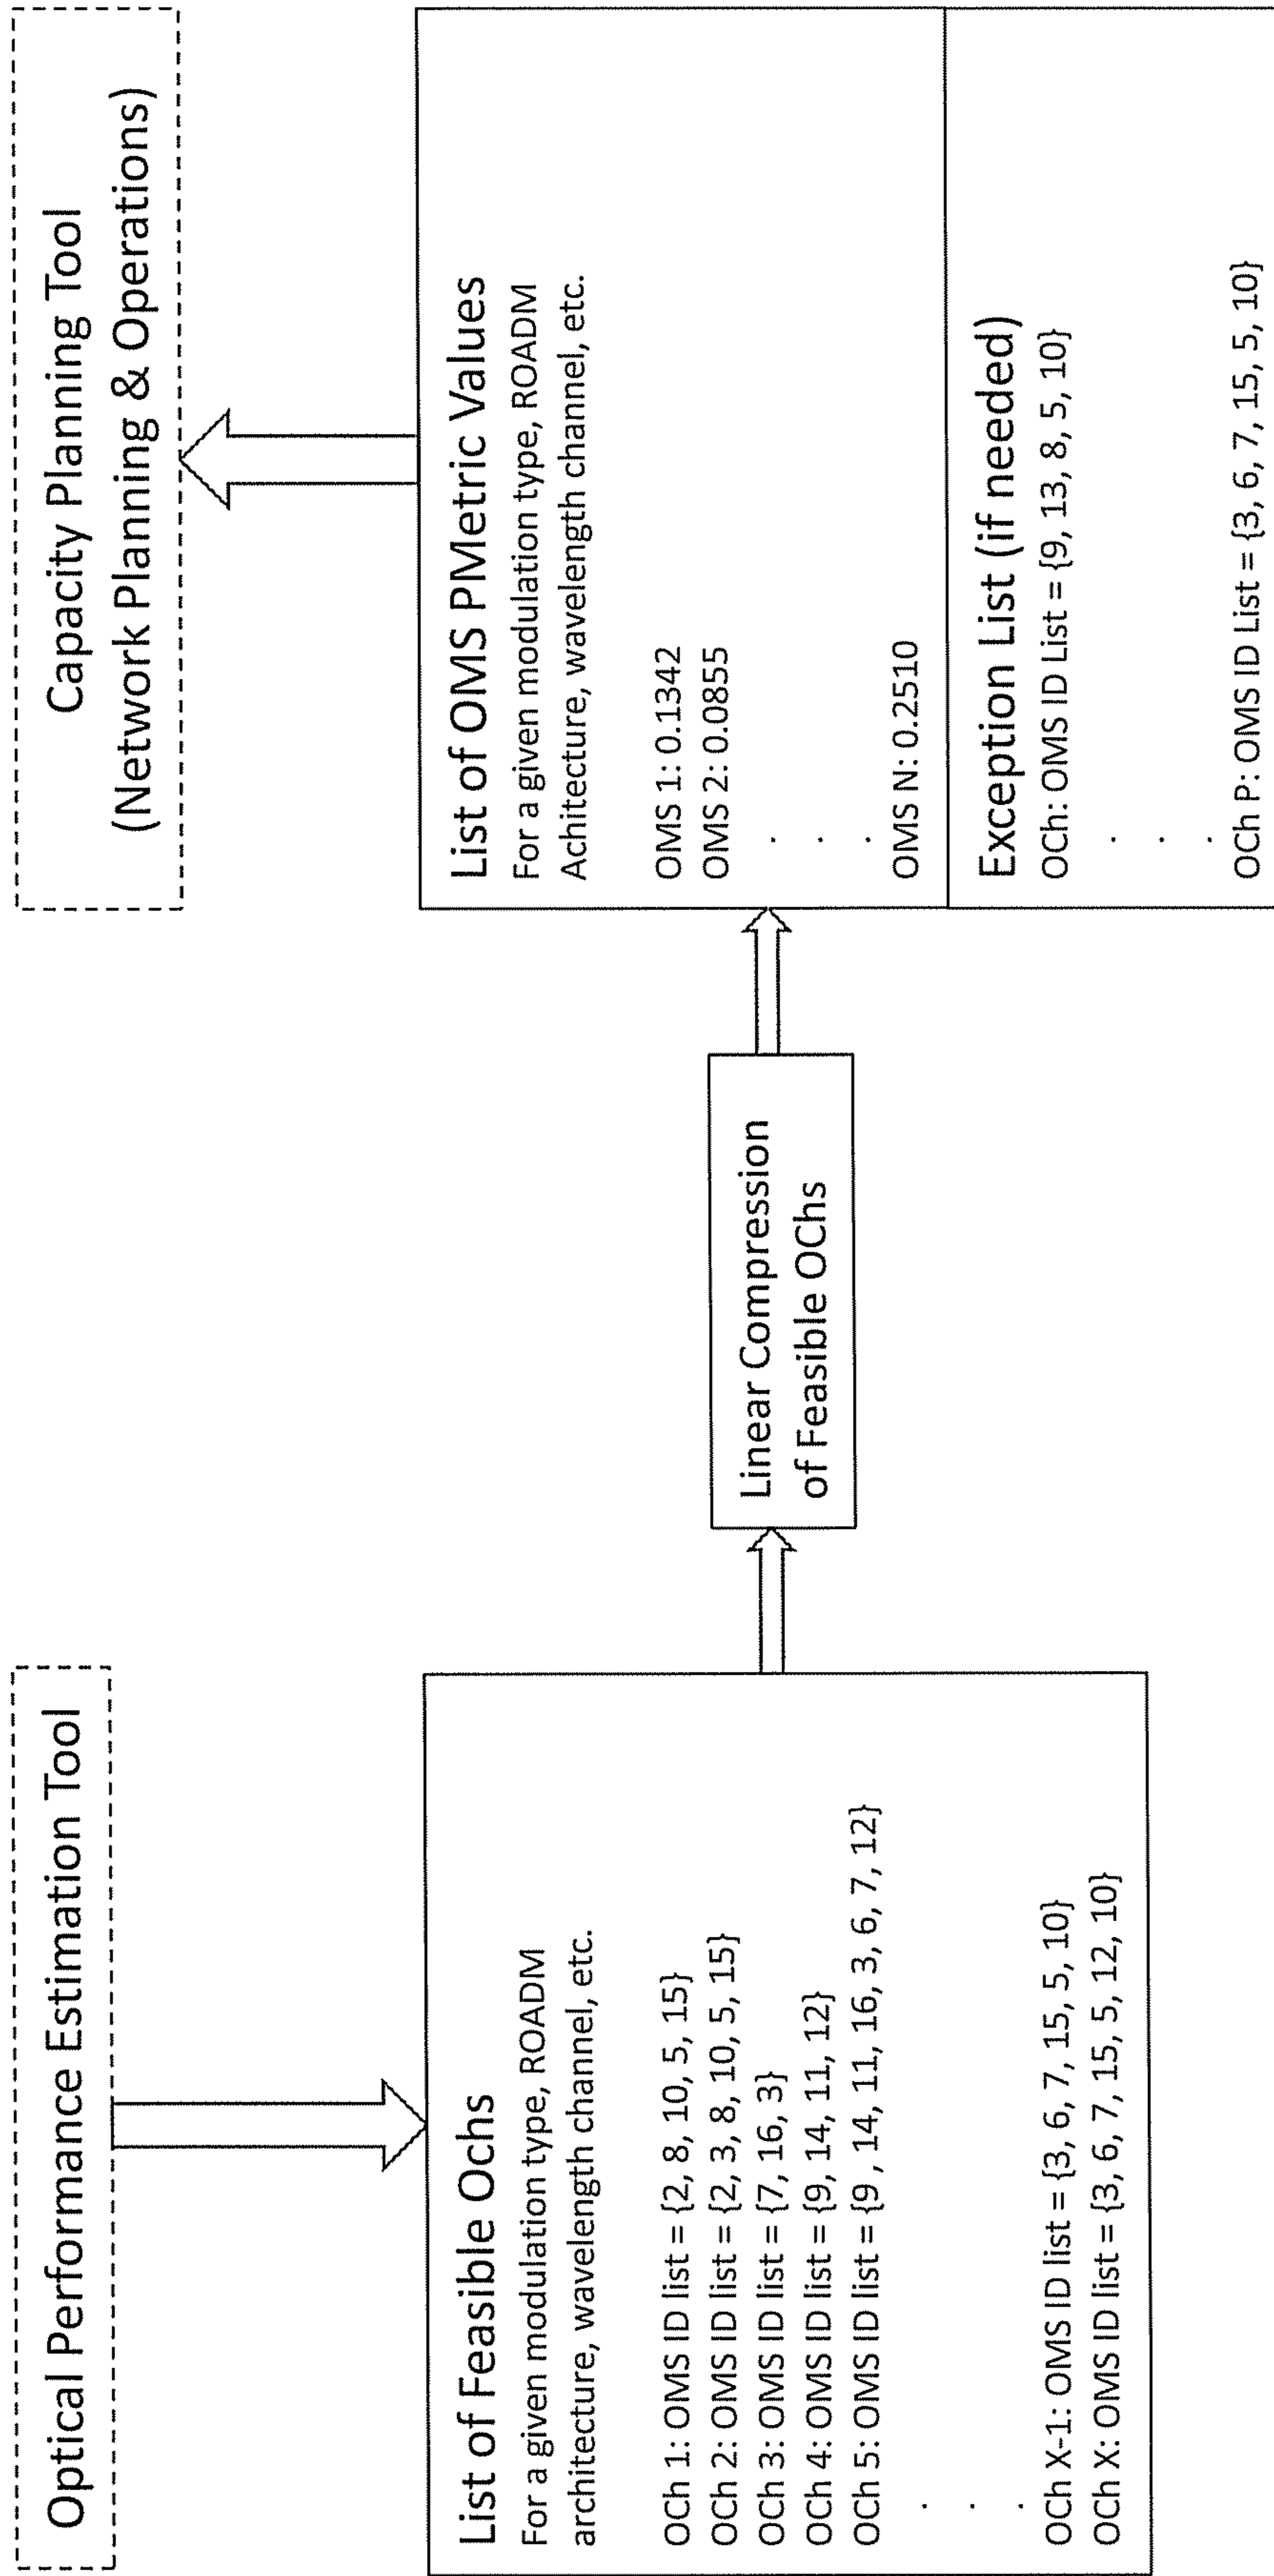 Optical Performance Estimation Tool
List of Feasible Ochs
For a given modulation type, ROADM
architecture, wavelength channel, etc.
OCh 1: OMS ID list = {2, 8, 10, 5, 15}
OCh 2: OMS ID list = {2, 3, 8, 10, 5, 15}
OCh 3: OMS ID list = {7, 16, 3}
OCh 4: OMS ID list = {9, 14, 11, 12}
OCh 5: OMS ID list = {9 , 14, 11, 16, 3, 6, 7, 12}
.
.
.
OCh X-1: OMS ID list = {3, 6, 7, 15, 5, 10}
OCh X: OMS ID list = {3, 6, 7, 15, 5, 12, 10}
Linear Compression
of Feasible OChs
Capacity Planning Tool
(Network Planning & Operations)
List of OMS PMetric Values
For a given modulation type, ROADM
Achitecture, wavelength channel, etc.
OMS 1: 0.1342
OMS 2: 0.0855
.
.
.
OMS N: 0.2510
Exception List (if needed)
OCh: OMS ID List = {9, 13, 8, 5, 10}
.
.
.
OCh P: OMS ID List = {3, 6, 7, 15, 5, 10}